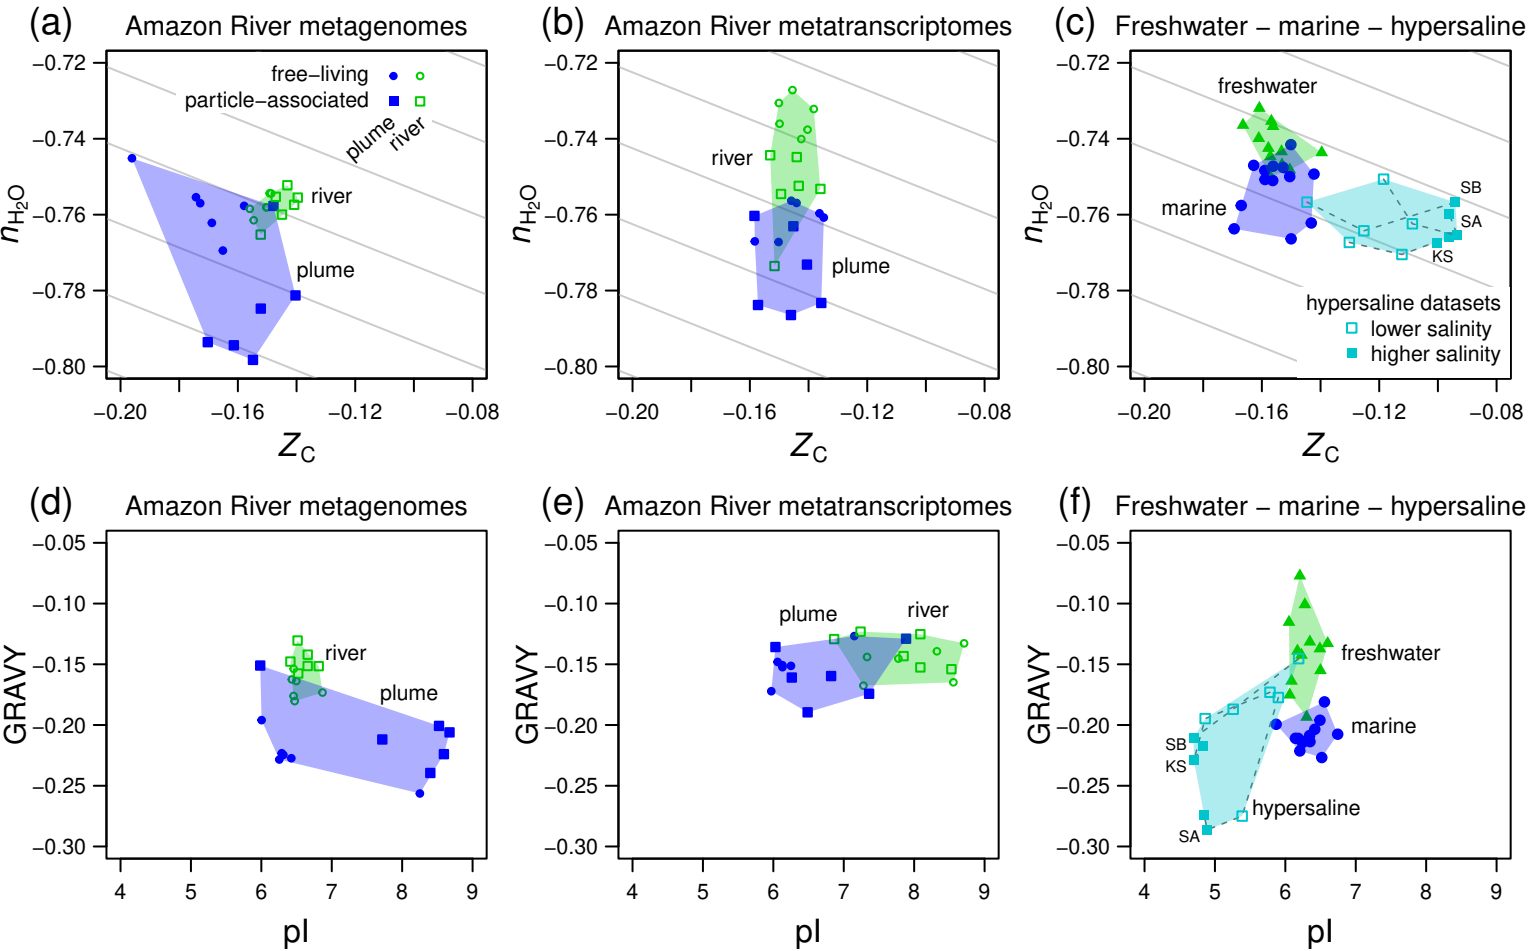 (a) Amazon River metagenomes
−0.72
−0.74
−0.76
−0.78
−0.80
nH2O
free−living
particle−associated
plume
river
river
plume
−0.20 −0.16 −0.12 −0.08
ZC
(b) Amazon River metatranscriptomes
−0.72
−0.74
−0.76
−0.78
−0.80
nH2O
river
plume
−0.20 −0.16 −0.12 −0.08
ZC
(c) Freshwater − marine − hypersaline
−0.72
−0.74
−0.76
−0.78
−0.80
nH2O
freshwater
marine
SB
SA
KS
hypersaline datasets
lower salinity
higher salinity
−0.20 −0.16 −0.12 −0.08
ZC
(d) Amazon River metagenomes
−0.05
−0.10
−0.15
−0.20
−0.25
−0.30
GRAVY
river
plume
4 5 6 7 8 9
pI
(e) Amazon River metatranscriptomes
−0.05
−0.10
−0.15
−0.20
−0.25
−0.30
GRAVY
plume
river
4 5 6 7 8 9
pI
(f) Freshwater − marine − hypersaline
−0.05
−0.10
−0.15
−0.20
−0.25
−0.30
GRAVY
freshwater
marine
SB
KS
hypersaline
SA
4 5 6 7 8 9
pI